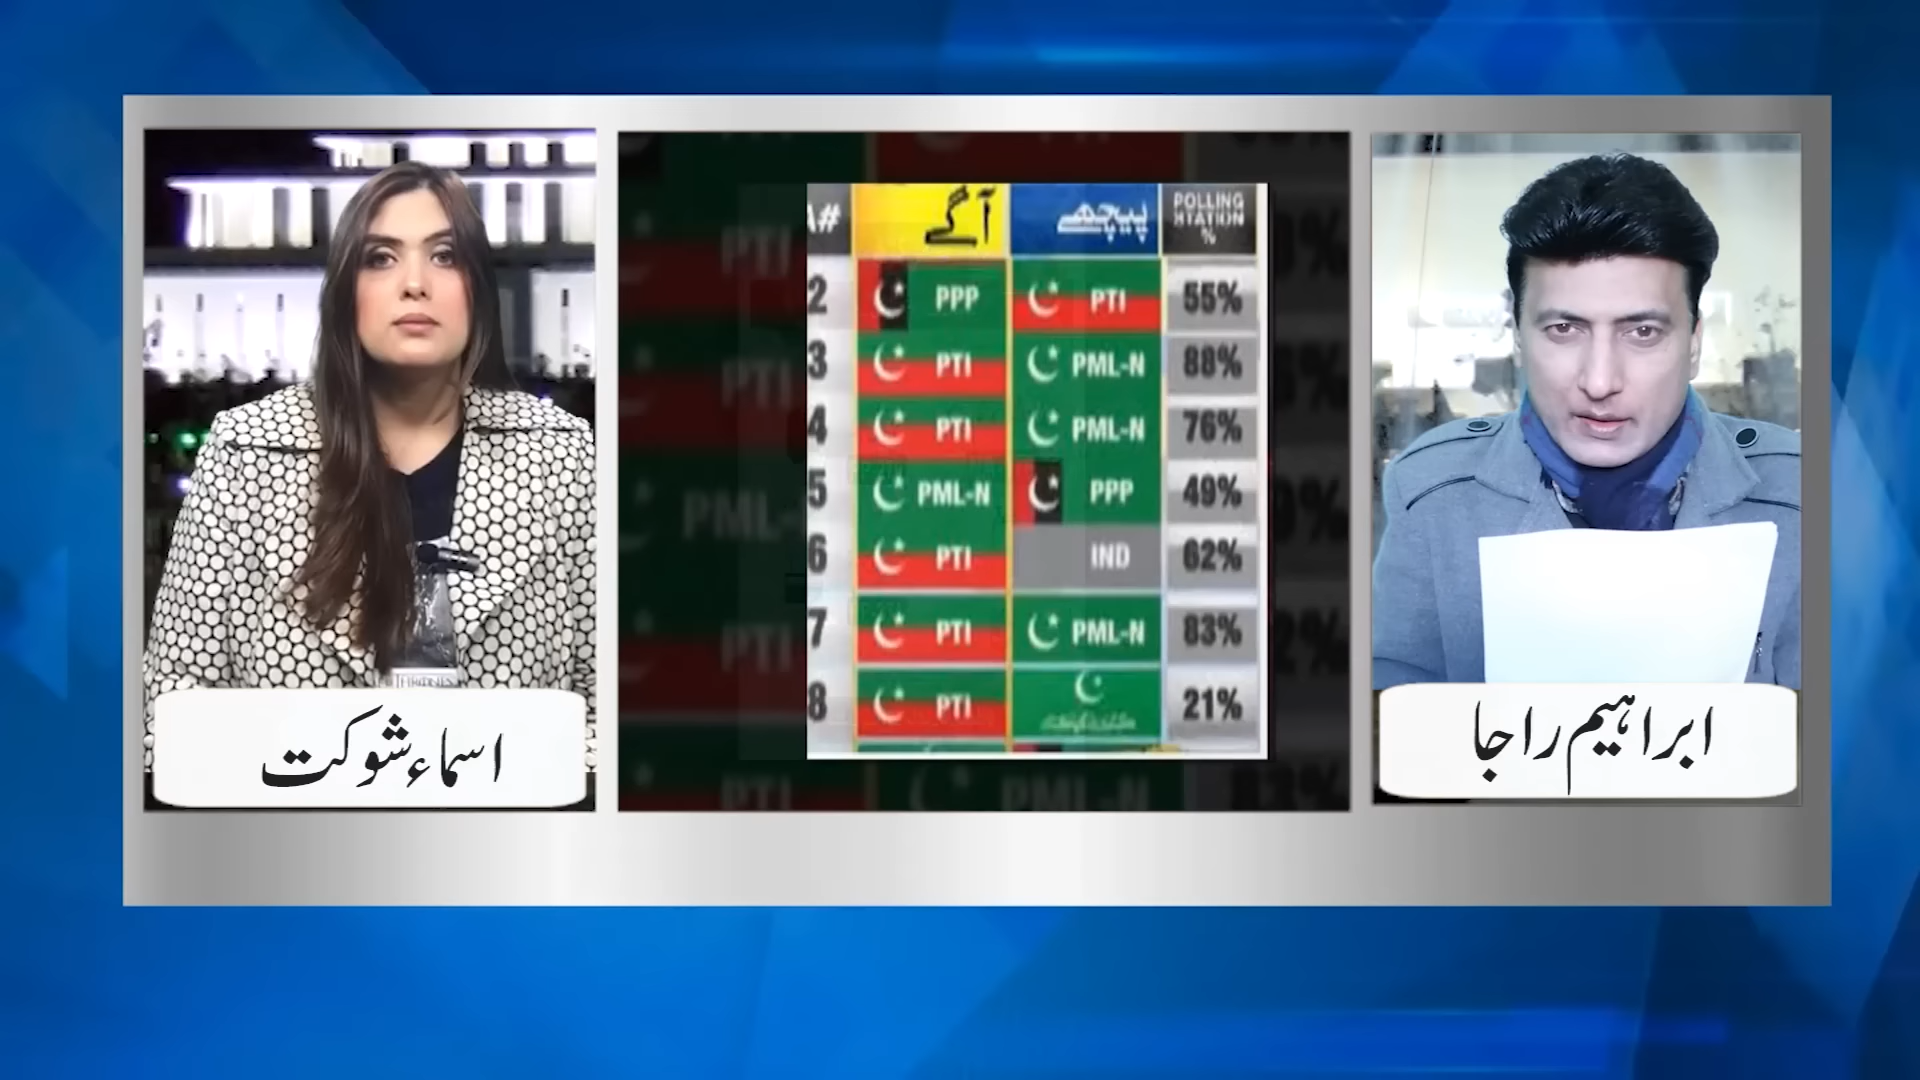 A# آگے پیچھے POLLING STATION %
2 PPP PTI 55%
3 PTI PML-N 88%
4 PTI PML-N 76%
5 PML-N PPP 49%
6 PTI IND 62%
7 PTI PML-N 83%
8 PTI 21%
اسماء شوکت
ابراہیم راجا